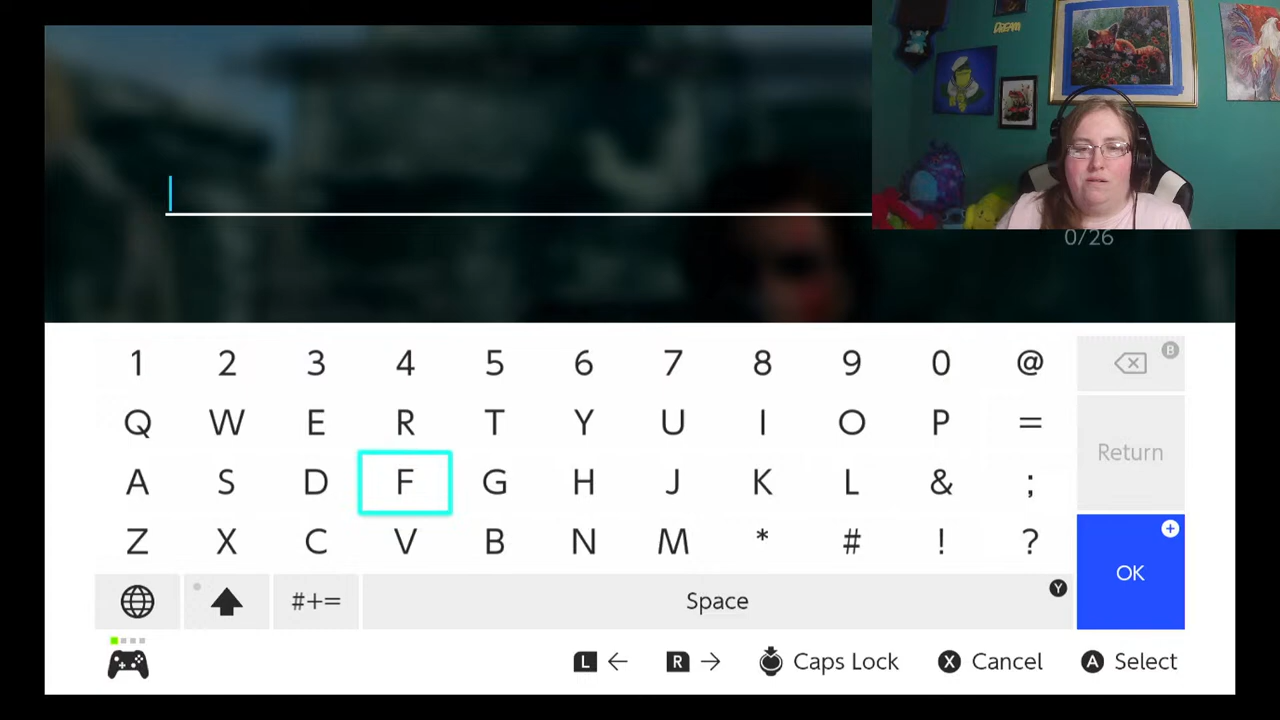 DREAM
0/26
1 2 3 4 5 6 7 8 9 0 @
B
Q W E R T Y U I O P =
Return
A S D F G H J K L & ;
Z X C V B N M * # ! ?
+
OK
#+= Space Y
L ← R → Caps Lock X Cancel A Select